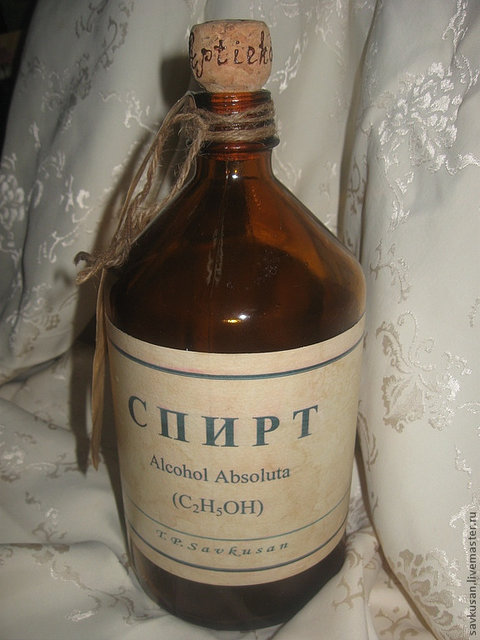 СПИРТ
Alcohol Absoluta
(C₂H₅OH)
T.P.Savkusan
savkusan.livemaster.ru